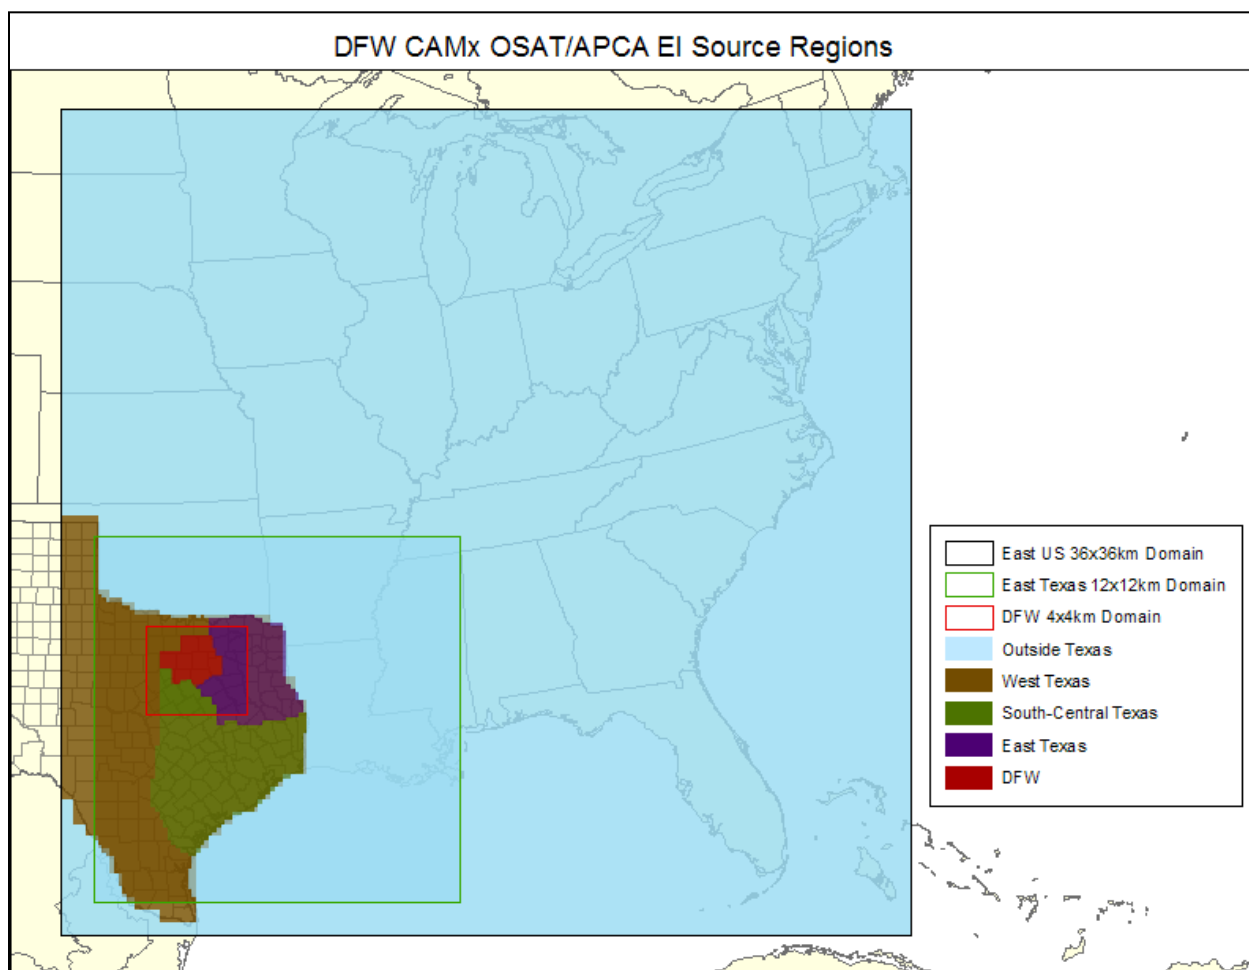 DFW CAMx OSAT/APCA EI Source Regions
East US 36x36km Domain
East Texas 12x12km Domain
DFW 4x4km Domain
Outside Texas
West Texas
South-Central Texas
East Texas
DFW